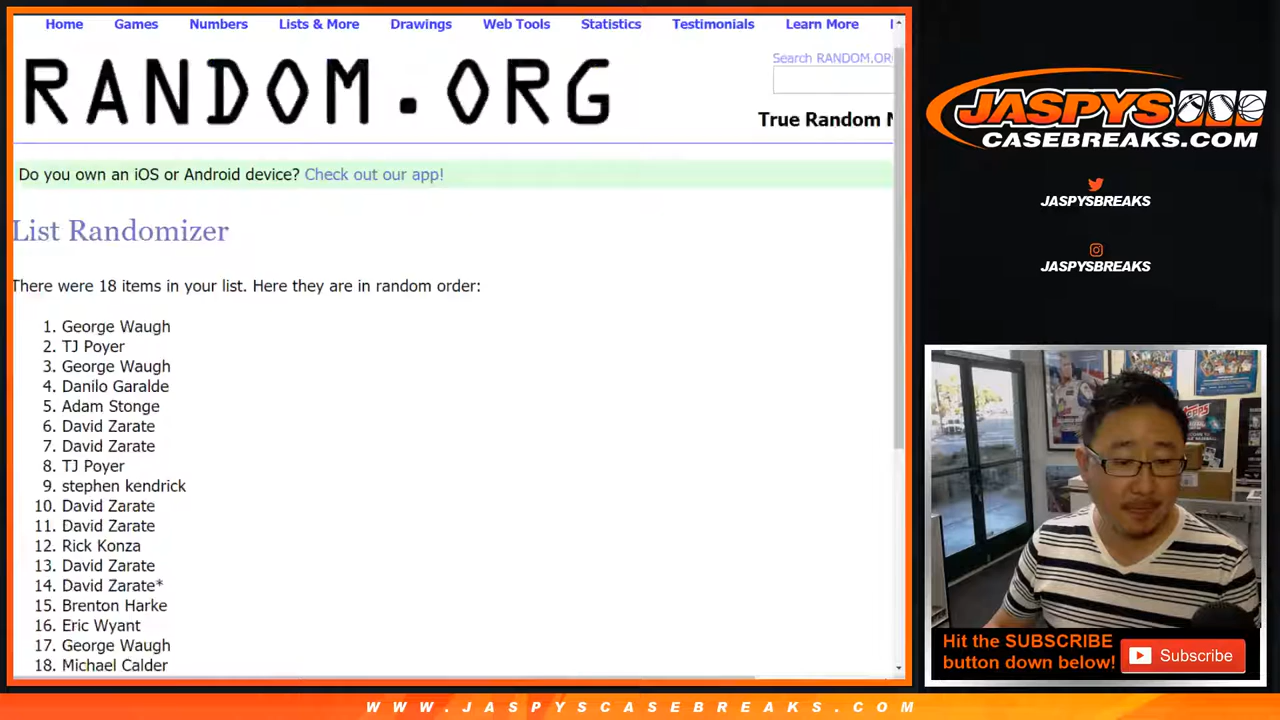 Home Games Numbers Lists & More Drawings Web Tools Statistics Testimonials Learn More
RANDOM.ORG
Search RANDOM.OR
True Random N
Do you own an iOS or Android device? Check out our app!
List Randomizer
There were 18 items in your list. Here they are in random order:
1. George Waugh
2. TJ Poyer
3. George Waugh
4. Danilo Garalde
5. Adam Stonge
6. David Zarate
7. David Zarate
8. TJ Poyer
9. stephen kendrick
10. David Zarate
11. David Zarate
12. Rick Konza
13. David Zarate
14. David Zarate*
15. Brenton Harke
16. Eric Wyant
17. George Waugh
18. Michael Calder
JASPYS
CASEBREAKS.COM
JASPYSBREAKS
JASPYSBREAKS
Hit the SUBSCRIBE
button down below!
Subscribe
WWW.JASPYSCASEBREAKS.COM